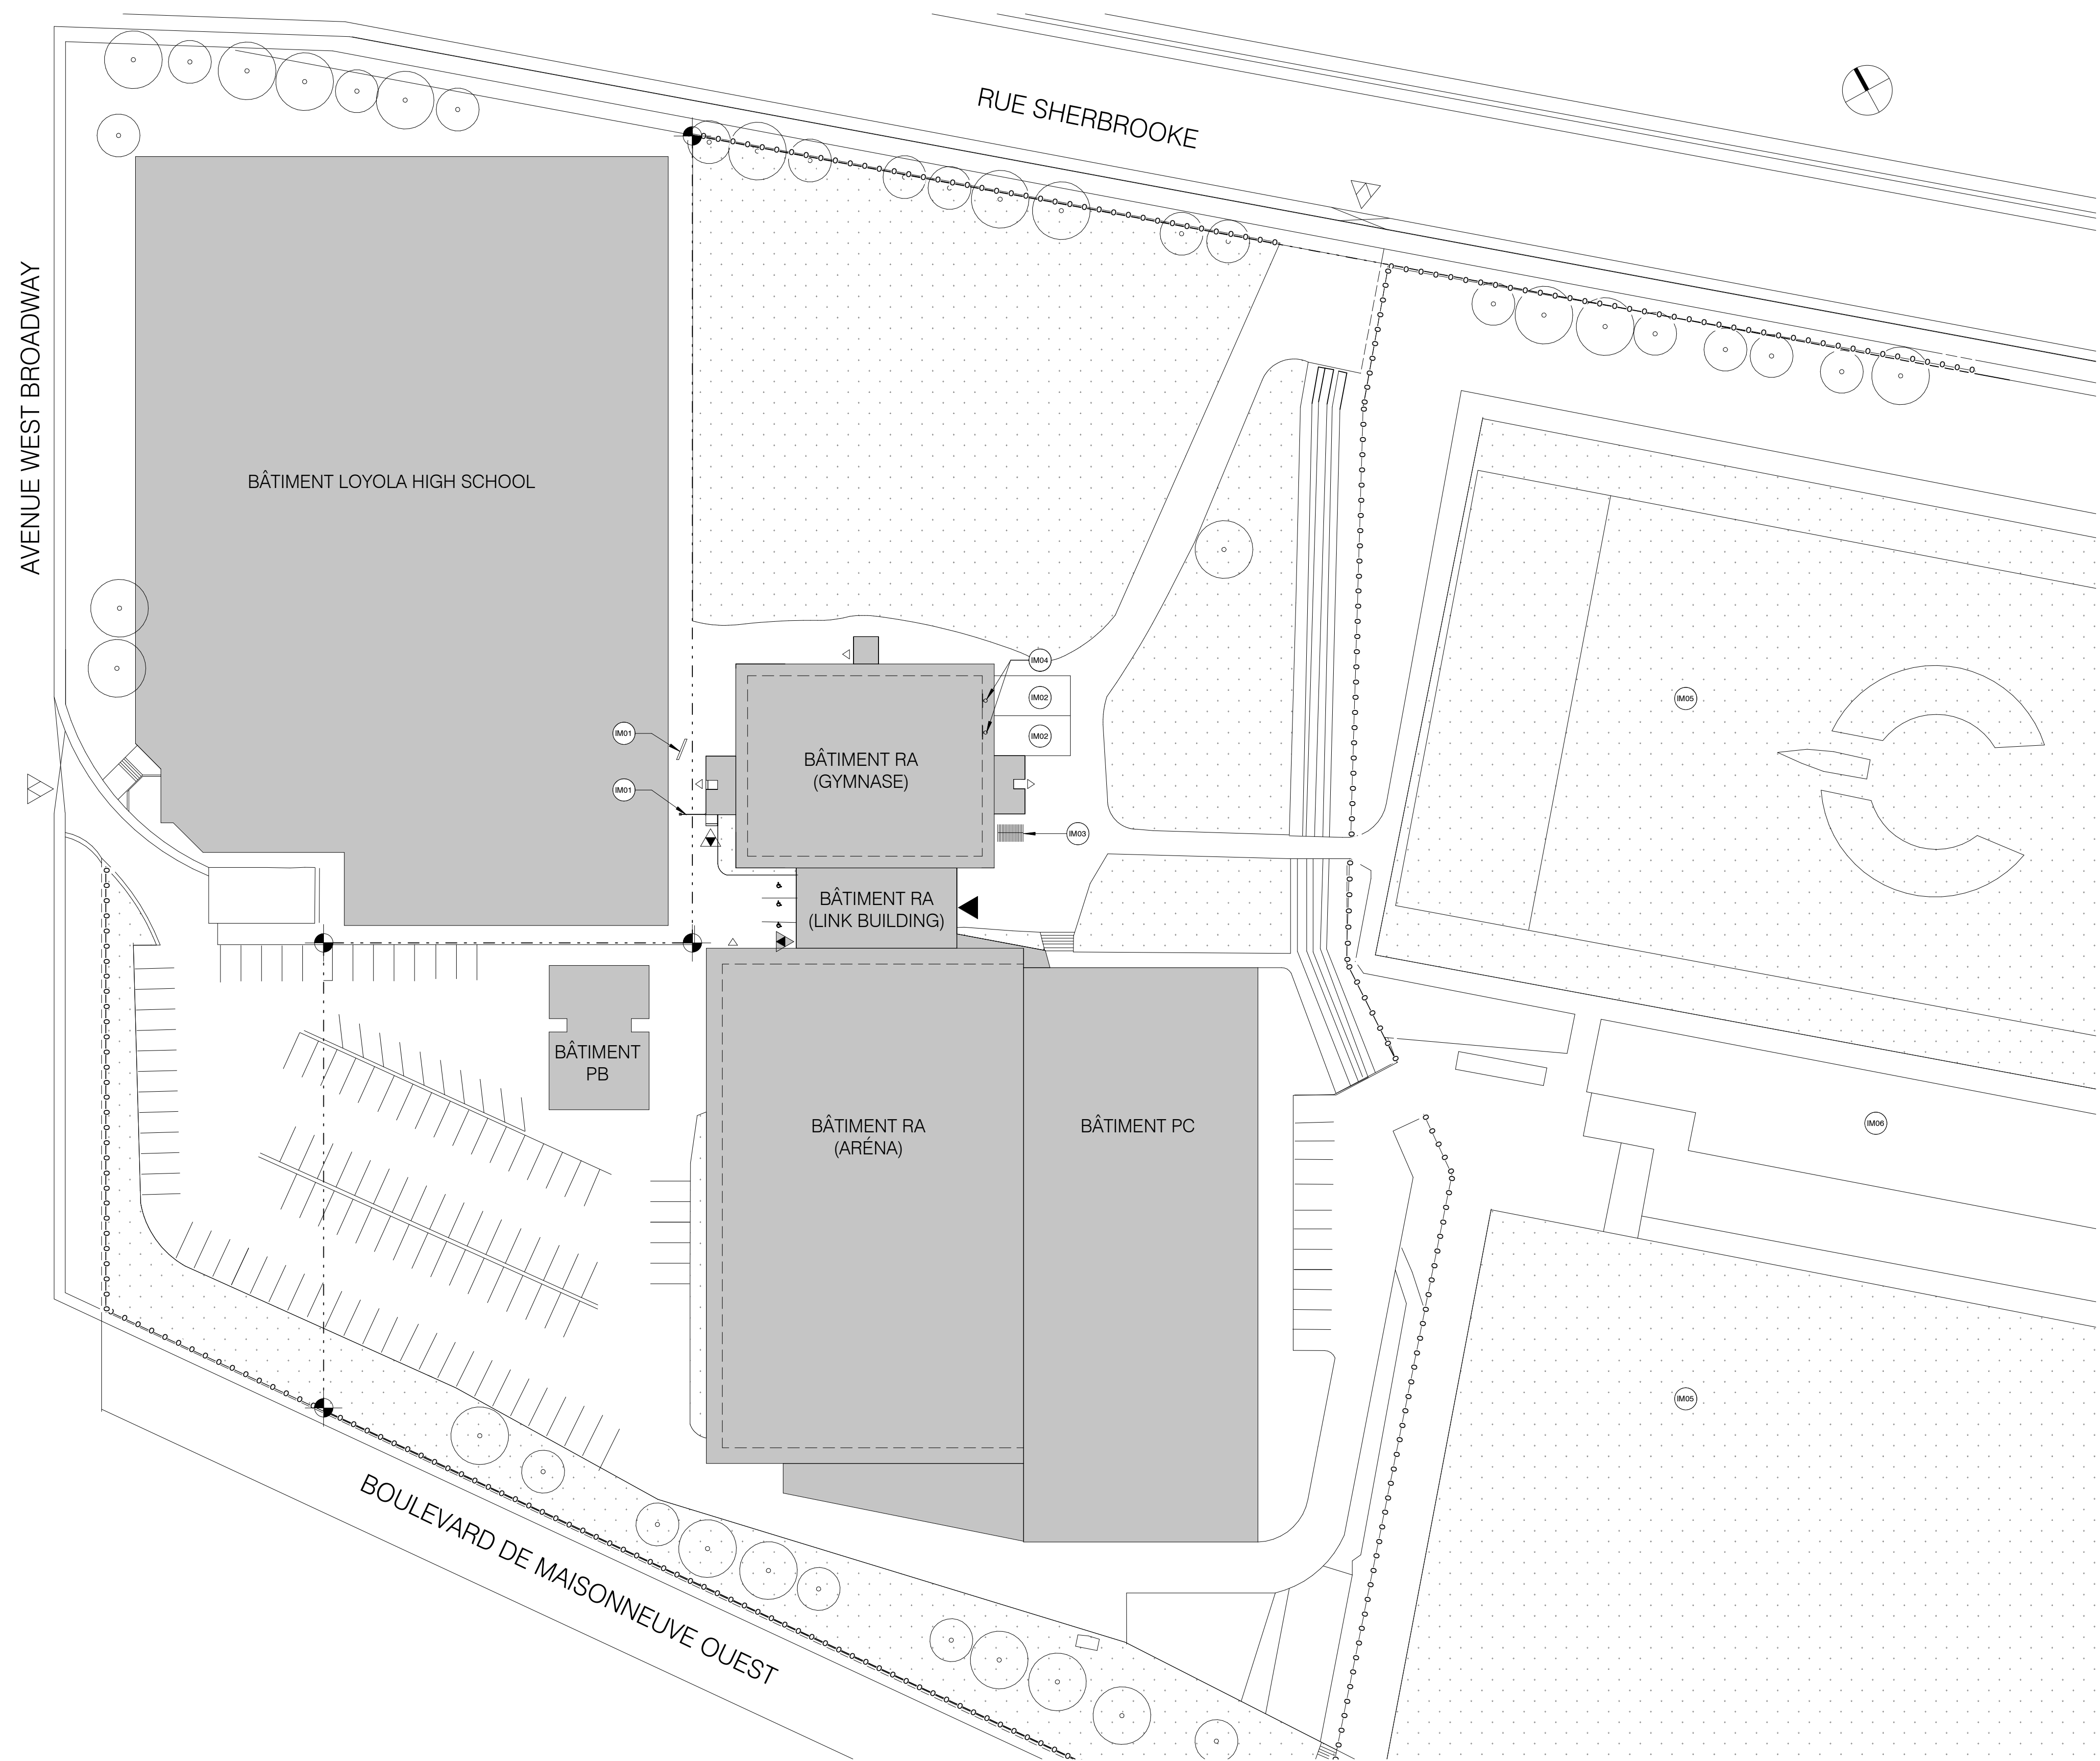 RUE SHERBROOKE
AVENUE WEST BROADWAY
BÂTIMENT LOYOLA HIGH SCHOOL
IM04
IM02
IM02
IM05
IM01
IM01
BÂTIMENT RA
(GYMNASE)
IM03
BÂTIMENT RA
(LINK BUILDING)
BÂTIMENT
PB
BÂTIMENT RA
(ARÉNA)
BÂTIMENT PC
IM06
IM05
BOULEVARD DE MAISONNEUVE OUEST